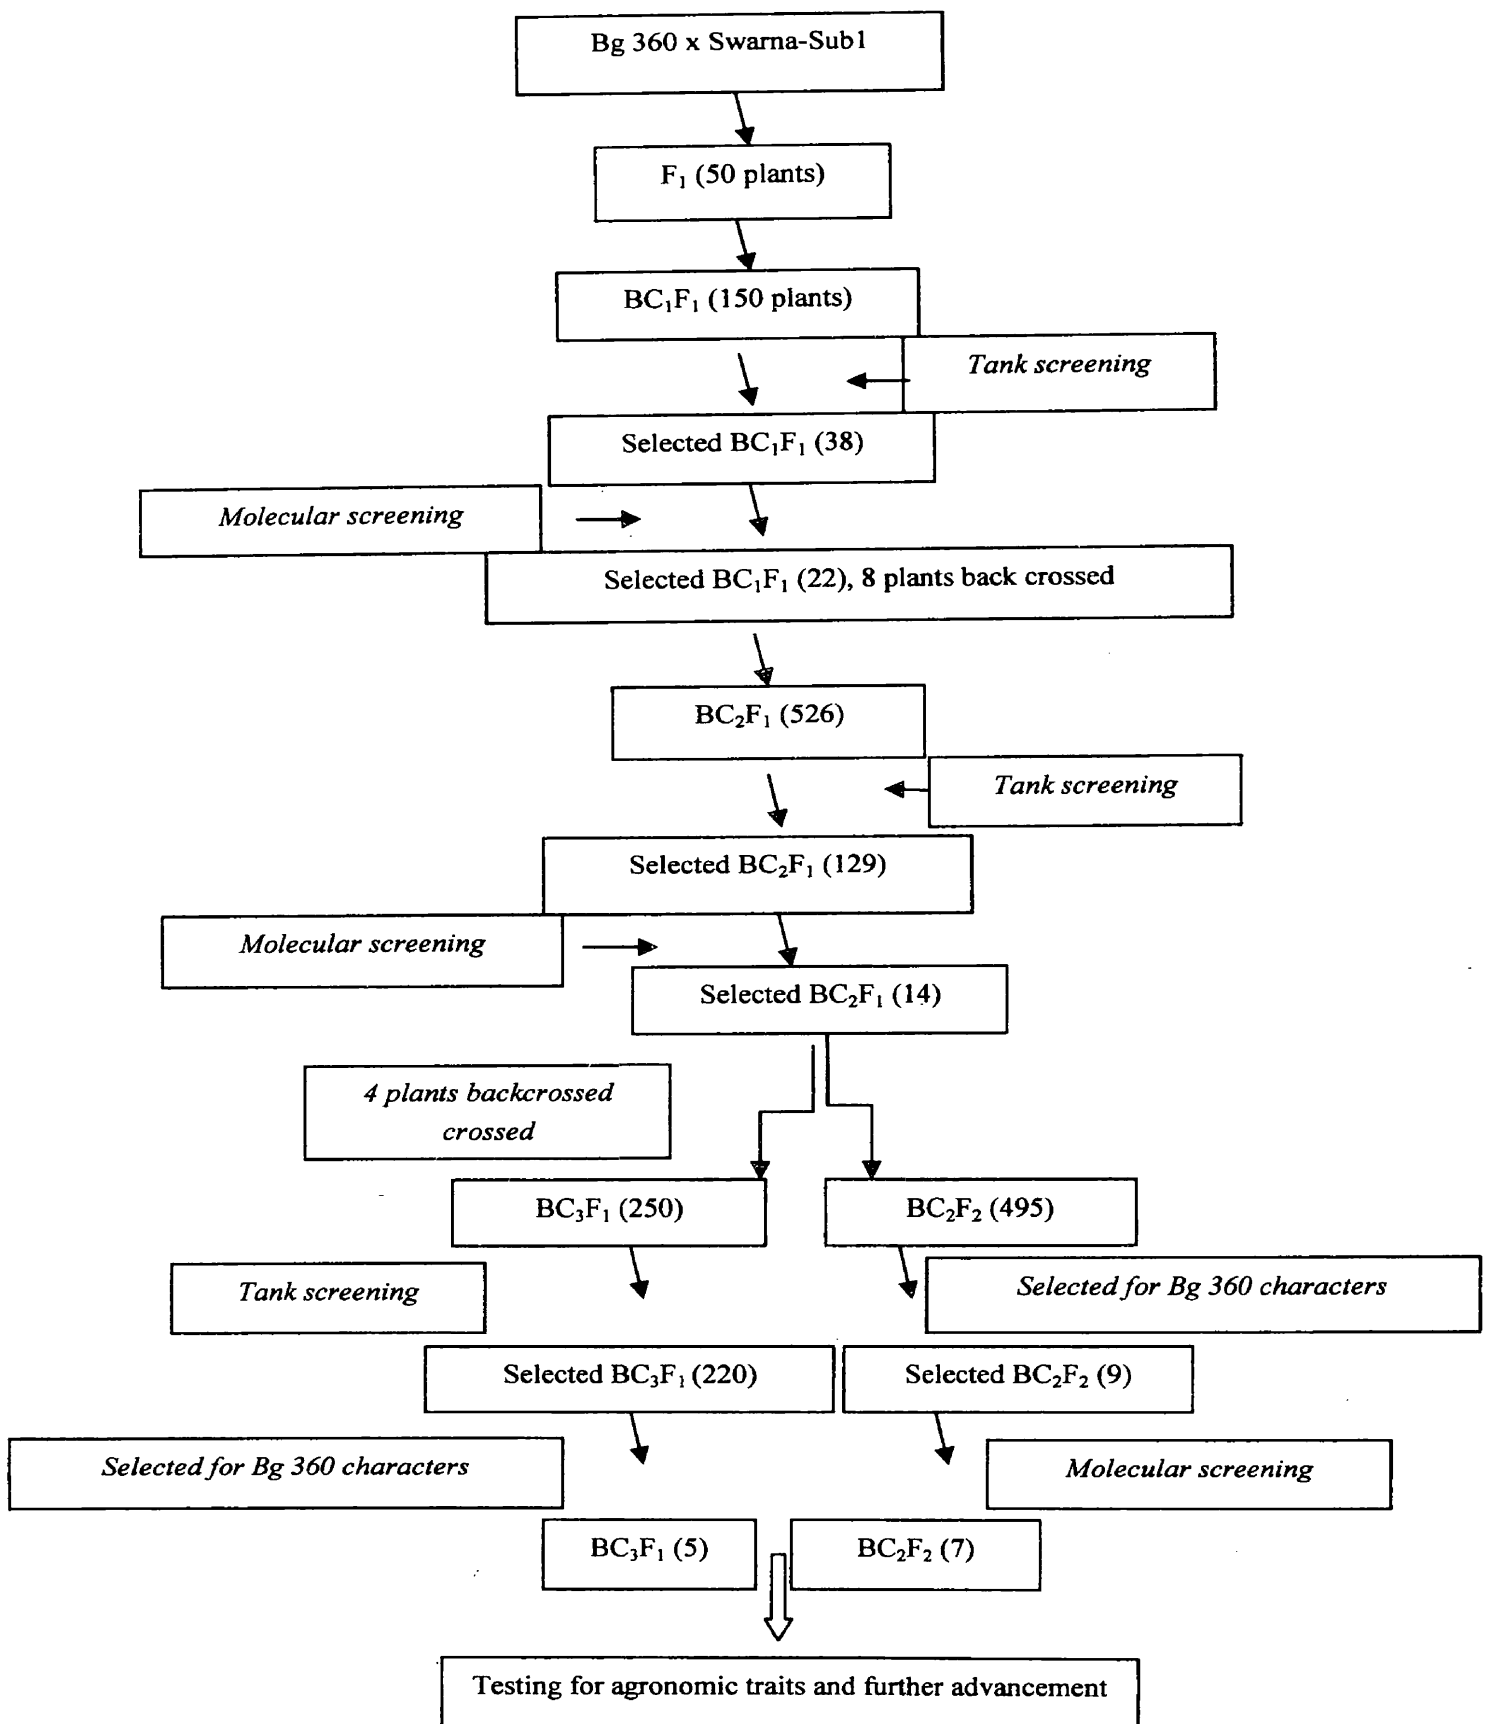 Bg 360 x Swarna-Sub1
F₁ (50 plants)
BC₁F₁ (150 plants)
Tank screening
Selected BC₁F₁ (38)
Molecular screening
Selected BC₁F₁ (22), 8 plants back crossed
BC₂F₁ (526)
Tank screening
Selected BC₂F₁ (129)
Molecular screening
Selected BC₂F₁ (14)
4 plants backcrossed
crossed
BC₃F₁ (250)
BC₂F₂ (495)
Tank screening
Selected for Bg 360 characters
Selected BC₃F₁ (220)
Selected BC₂F₂ (9)
Selected for Bg 360 characters
Molecular screening
BC₃F₁ (5)
BC₂F₂ (7)
Testing for agronomic traits and further advancement